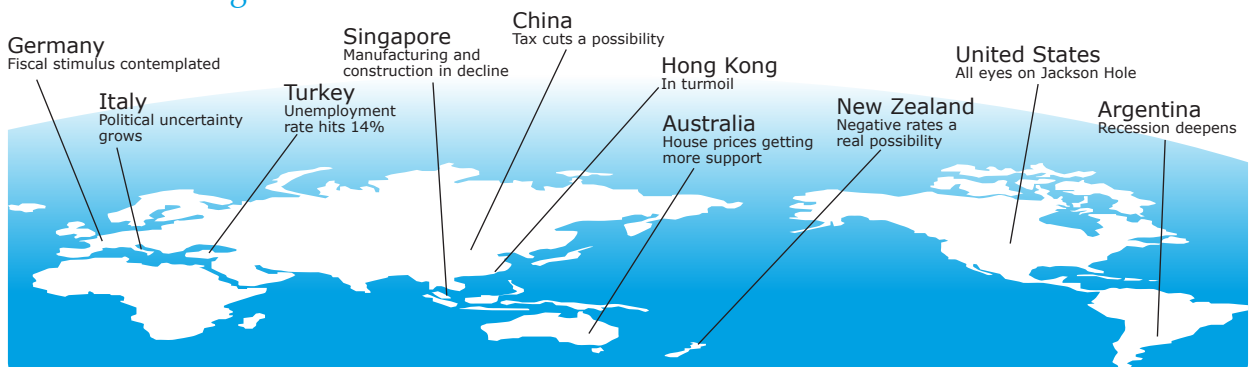 Germany
Fiscal stimulus contemplated
Italy
Political uncertainty
grows
Turkey
Unemployment
rate hits 14%
Singapore
Manufacturing and
construction in decline
China
Tax cuts a possibility
Hong Kong
In turmoil
Australia
House prices getting
more support
New Zealand
Negative rates a
real possibility
United States
All eyes on Jackson Hole
Argentina
Recession deepens